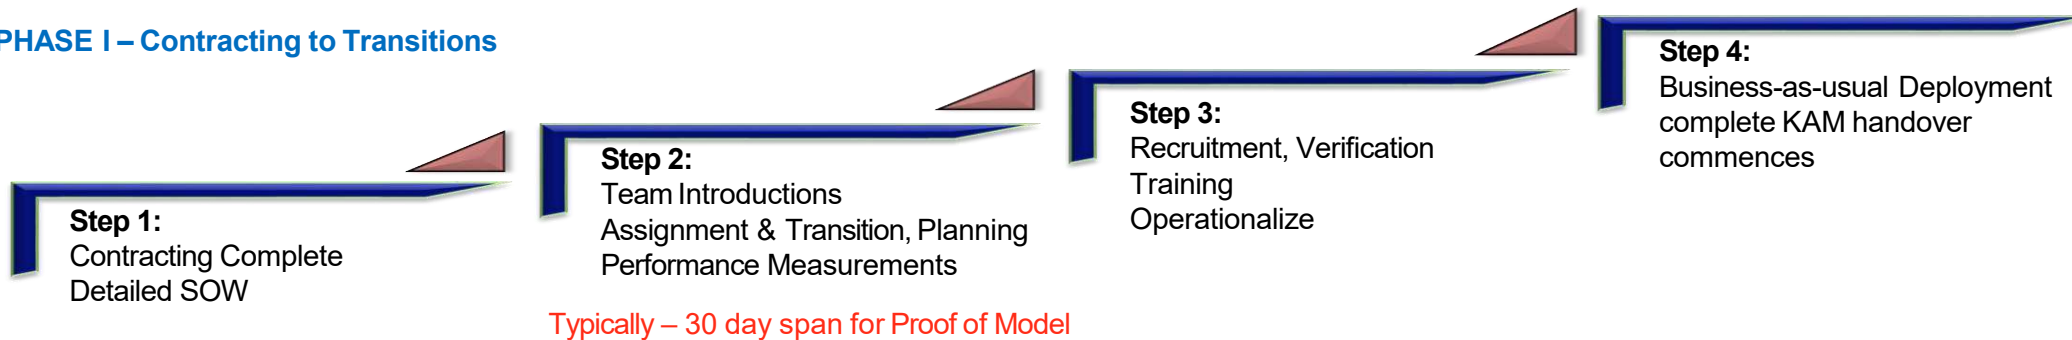 PHASE I – Contracting to Transitions
Step 1:
Contracting Complete
Detailed SOW
Step 2:
Team Introductions
Assignment & Transition, Planning
Performance Measurements
Typically – 30 day span for Proof of Model
Step 3:
Recruitment, Verification
Training
Operationalize
Step 4:
Business-as-usual Deployment
complete KAM handover
commences